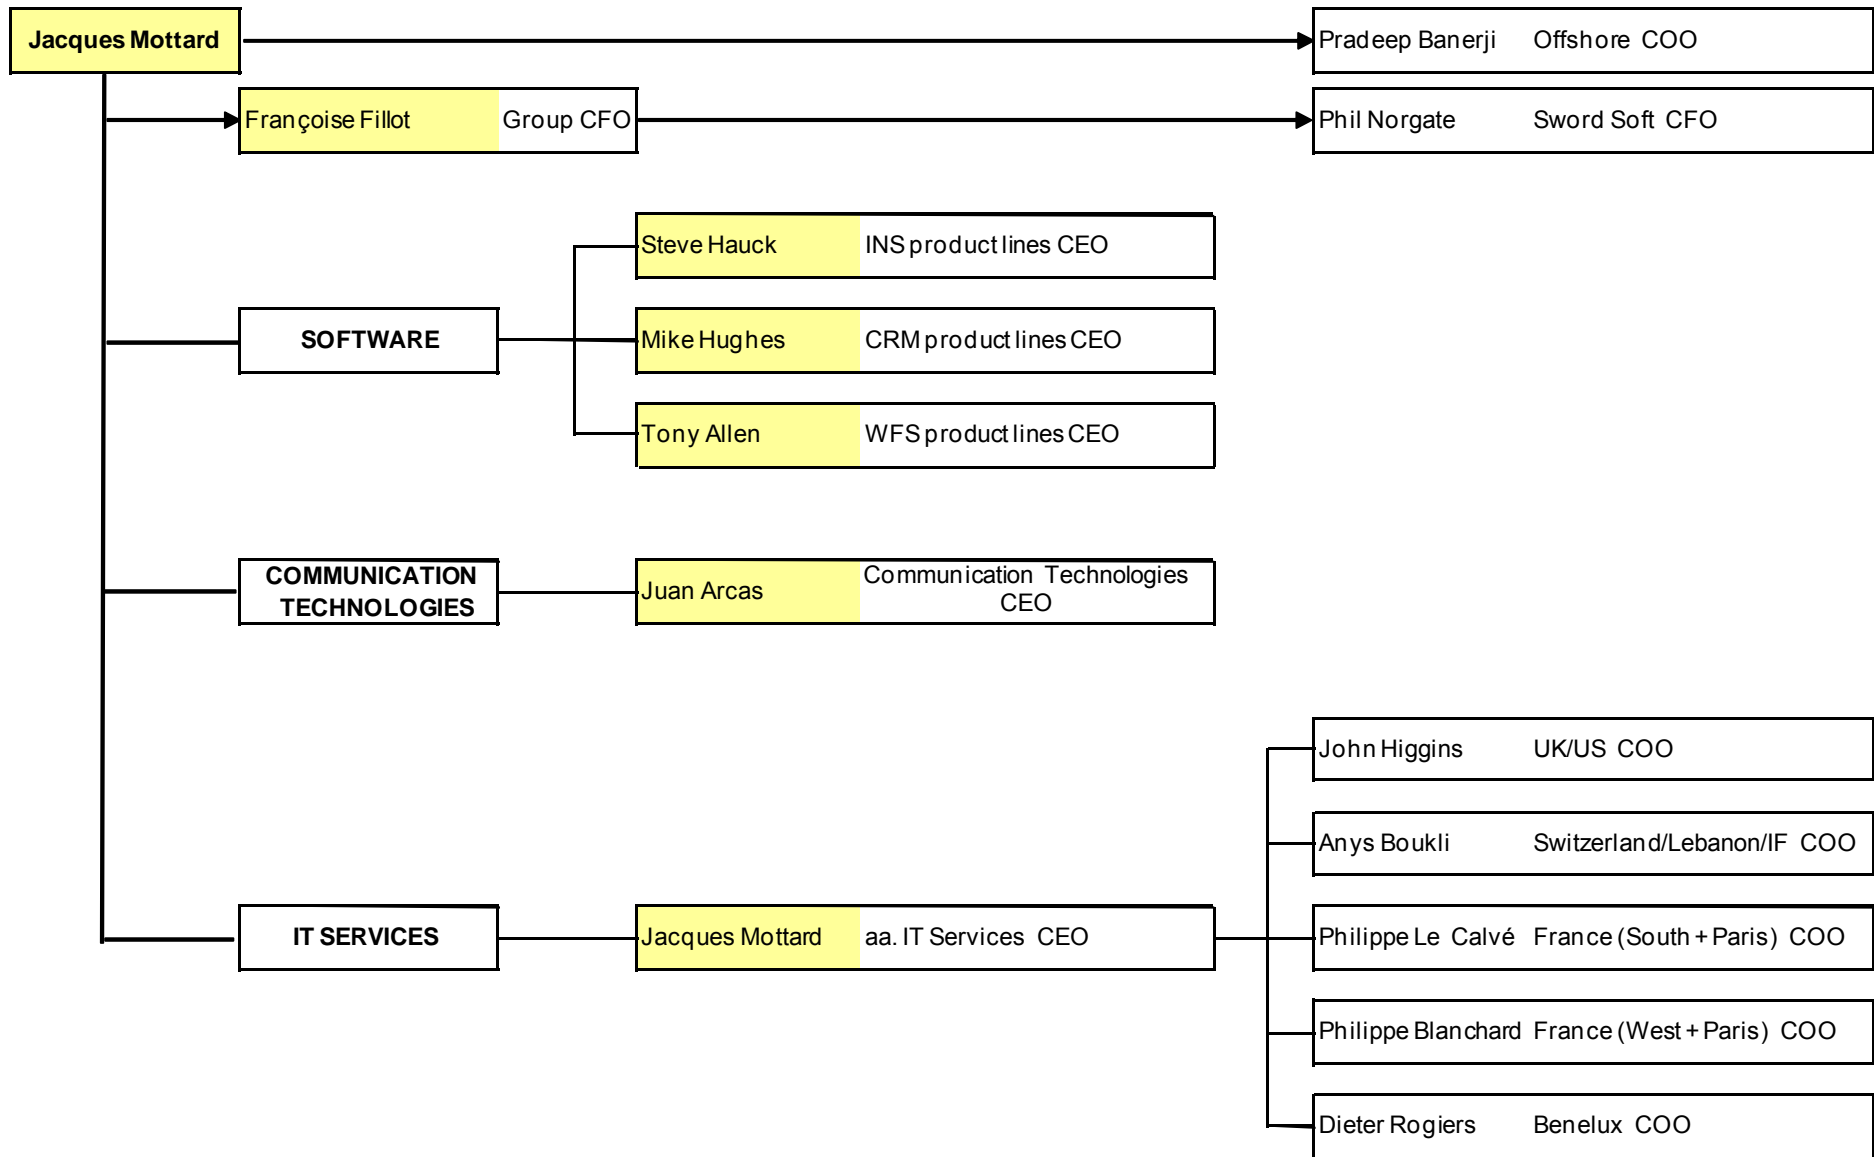 Jacques Mottard
Pradeep Banerji Offshore COO
Françoise Fillot Group CFO
Phil Norgate Sword Soft CFO
Steve Hauck INS product lines CEO
SOFTWARE
Mike Hughes CRM product lines CEO
Tony Allen WFS product lines CEO
COMMUNICATION
TECHNOLOGIES
Juan Arcas
Communication Technologies
CEO
John Higgins UK/US COO
Anys Boukli Switzerland/Lebanon/IF COO
IT SERVICES
Jacques Mottard aa. IT Services CEO
Philippe Le Calvé France (South + Paris) COO
Philippe Blanchard France (West + Paris) COO
Dieter Rogiers Benelux COO